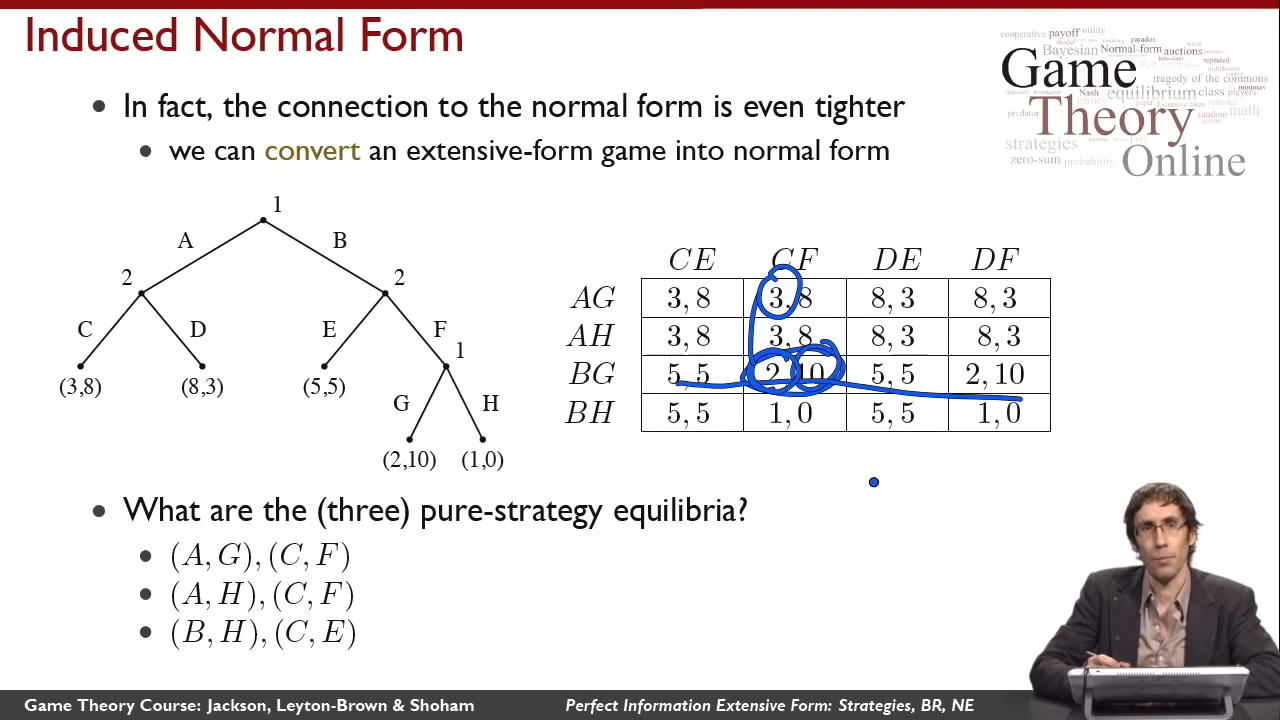 Induced Normal Form
cooperative payoff utility
Bayesian Normal-form auctions
Game
tragedy of the commons
Nash equilibrium class players
Theory
predator
random math
strategies
Online
zero-sum probability
• In fact, the connection to the normal form is even tighter
• we can convert an extensive-form game into normal form
1
A B
2 2
C D E F
1
(3,8) (8,3) (5,5)
G H
(2,10) (1,0)
CE CF DE DF
AG 3, 8 3, 8 8, 3 8, 3
AH 3, 8 3, 8 8, 3 8, 3
BG 5, 5 2, 10 5, 5 2, 10
BH 5, 5 1, 0 5, 5 1, 0
• What are the (three) pure-strategy equilibria?
• (A, G), (C, F)
• (A, H), (C, F)
• (B, H), (C, E)
Game Theory Course: Jackson, Leyton-Brown & Shoham
Perfect Information Extensive Form: Strategies, BR, NE